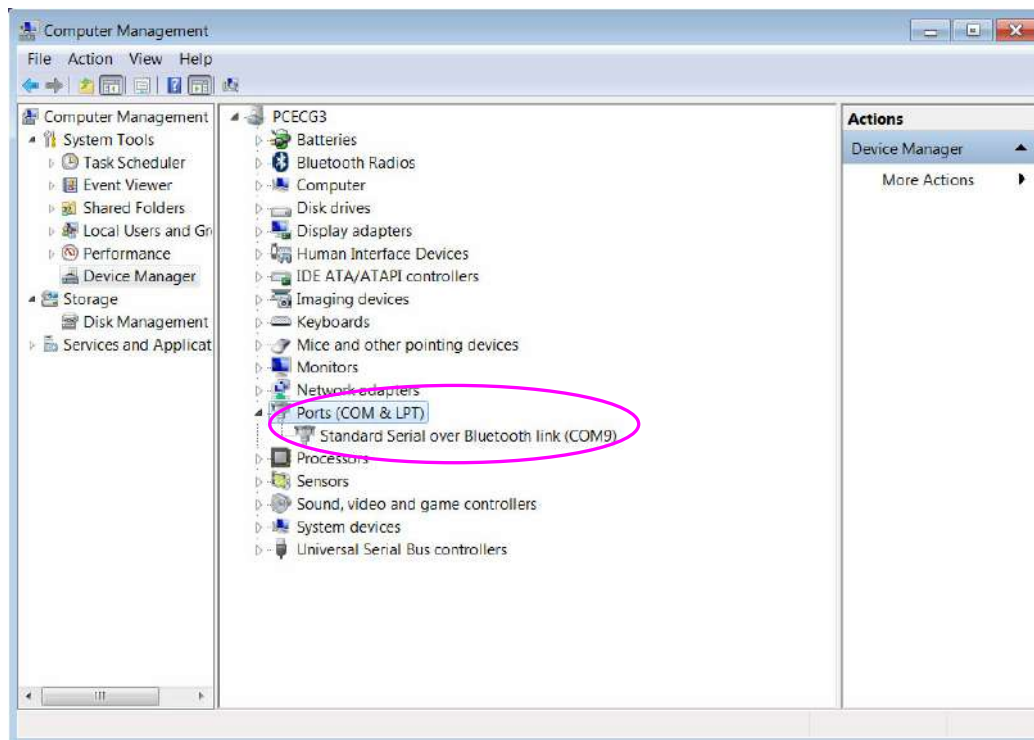 Computer Management
File Action View Help
Computer Management
System Tools
Task Scheduler
Event Viewer
Shared Folders
Local Users and Gr
Performance
Device Manager
Storage
Disk Management
Services and Applicat
PCECG3
Batteries
Bluetooth Radios
Computer
Disk drives
Display adapters
Human Interface Devices
IDE ATA/ATAPI controllers
Imaging devices
Keyboards
Mice and other pointing devices
Monitors
Network adapters
Ports (COM & LPT)
Standard Serial over Bluetooth link (COM9)
Processors
Sensors
Sound, video and game controllers
System devices
Universal Serial Bus controllers
Actions
Device Manager
More Actions